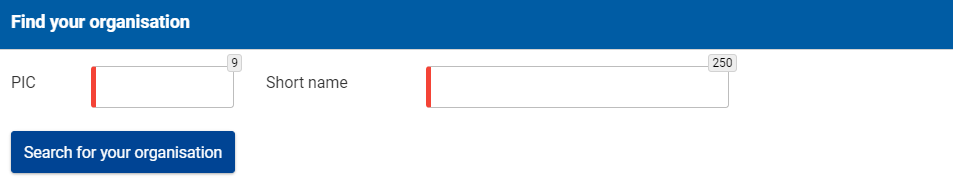 Find your organisation
PIC
9
Short name
250
Search for your organisation